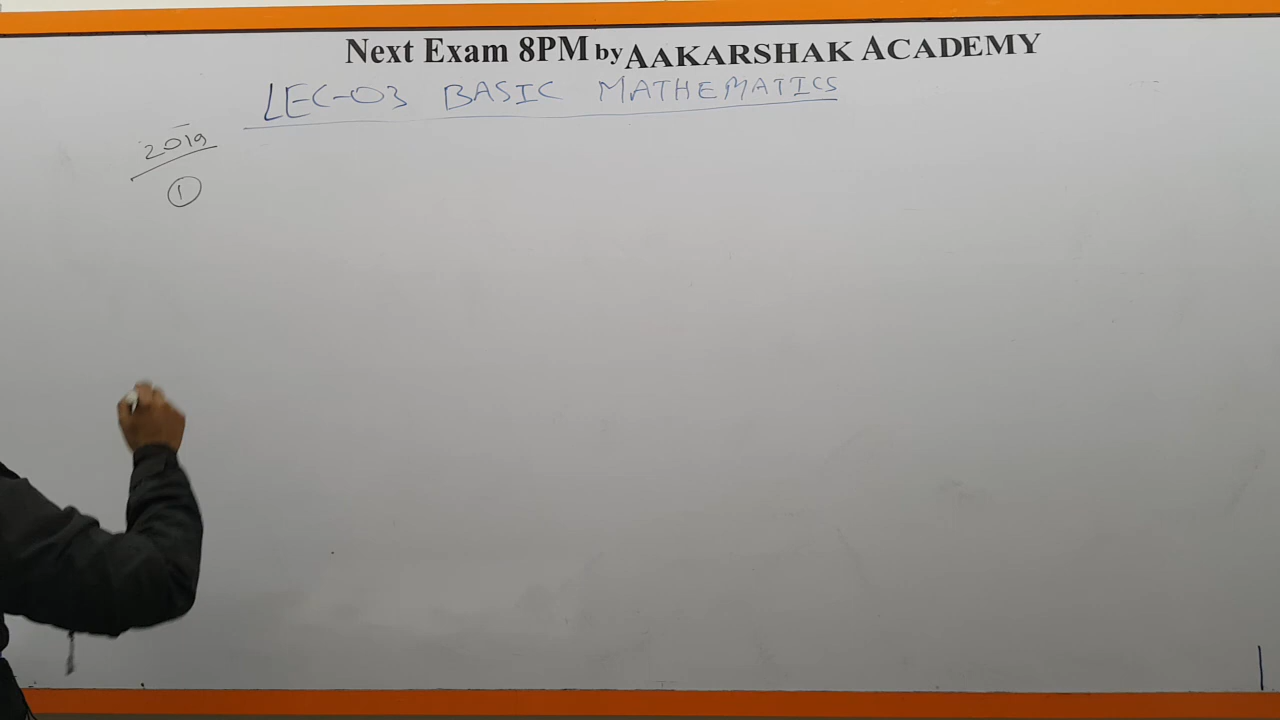 Next Exam 8PM by AAKARSHAK ACADEMY
LEC-03 BASIC MATHEMATICS
2019
1